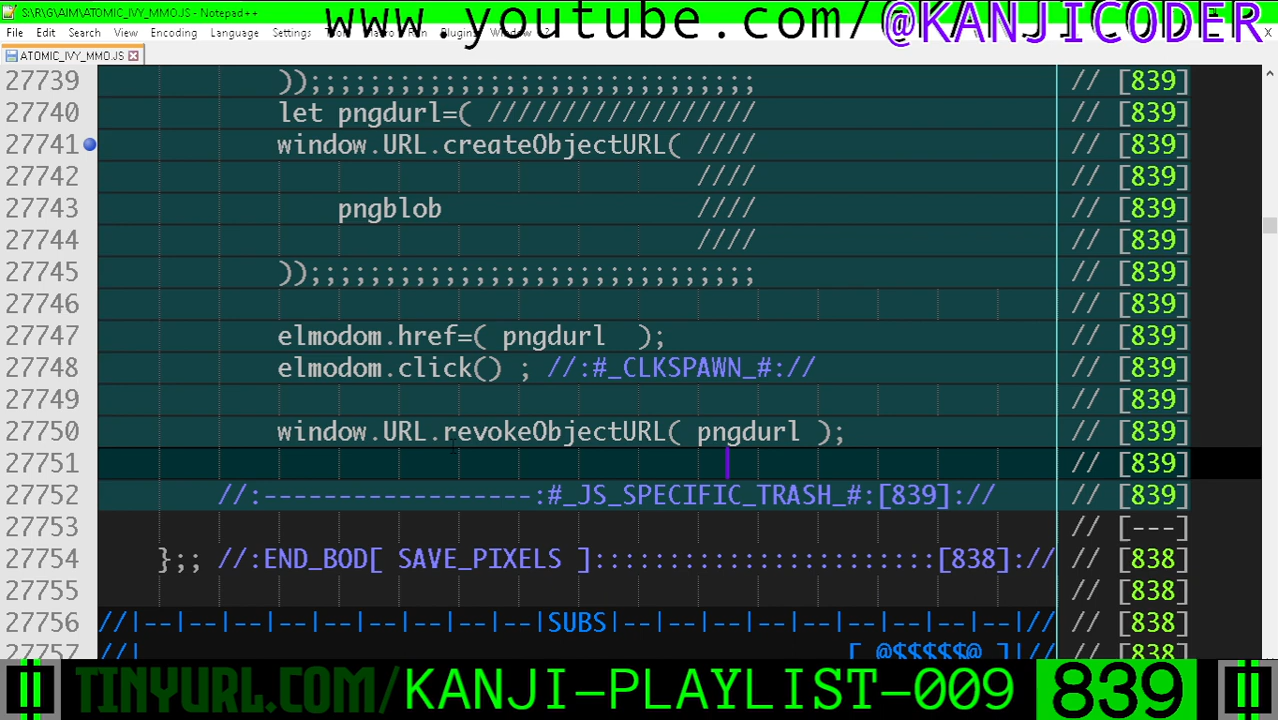 S:\R\G\AIM\ATOMIC_IVY_MMO.JS - Notepad++
www youtube.com/@KANJICODER
File Edit Search View Encoding Language Settings Run Plugins
ATOMIC_IVY_MMO.JS
27739 ));;;;;;;;;;;;;;;;;;;;;;;;;;;;;; // [839]
27740 let pngdurl=( ////////////////// // [839]
27741 window.URL.createObjectURL( //// // [839]
27742 //// // [839]
27743 pngblob //// // [839]
27744 //// // [839]
27745 ));;;;;;;;;;;;;;;;;;;;;;;;;;;;;; // [839]
27746 // [839]
27747 elmodom.href=( pngdurl ); // [839]
27748 elmodom.click() ; //:#_CLKSPAWN_#:// // [839]
27749 // [839]
27750 window.URL.revokeObjectURL( pngdurl ); // [839]
27751 // [839]
27752 //:------------------:#_JS_SPECIFIC_TRASH_#:[839]:// // [839]
27753 // [---]
27754 };; //:END_BOD[ SAVE_PIXELS ]:::::::::::::::::::::::[838]:// // [838]
27755 // [838]
27756 //|--|--|--|--|--|--|--|--|--|SUBS|--|--|--|--|--|--|--|--|--|// // [838]
27757 //| [ @$$$$$@ ]|// // [838]
TINYURL.COM/KANJI-PLAYLIST-009 839